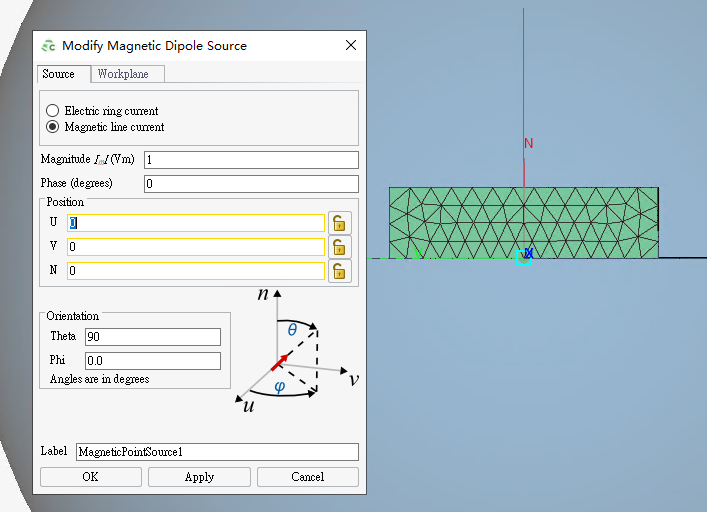 Modify Magnetic Dipole Source
Source Workplane
Electric ring current
Magnetic line current
Magnitude I_m l (Vm) 1
Phase (degrees) 0
Position
U 0
V 0
N 0
Orientation
Theta 90
Phi 0.0
Angles are in degrees
n
θ
v
φ
u
Label MagneticPointSource1
OK Apply Cancel
N